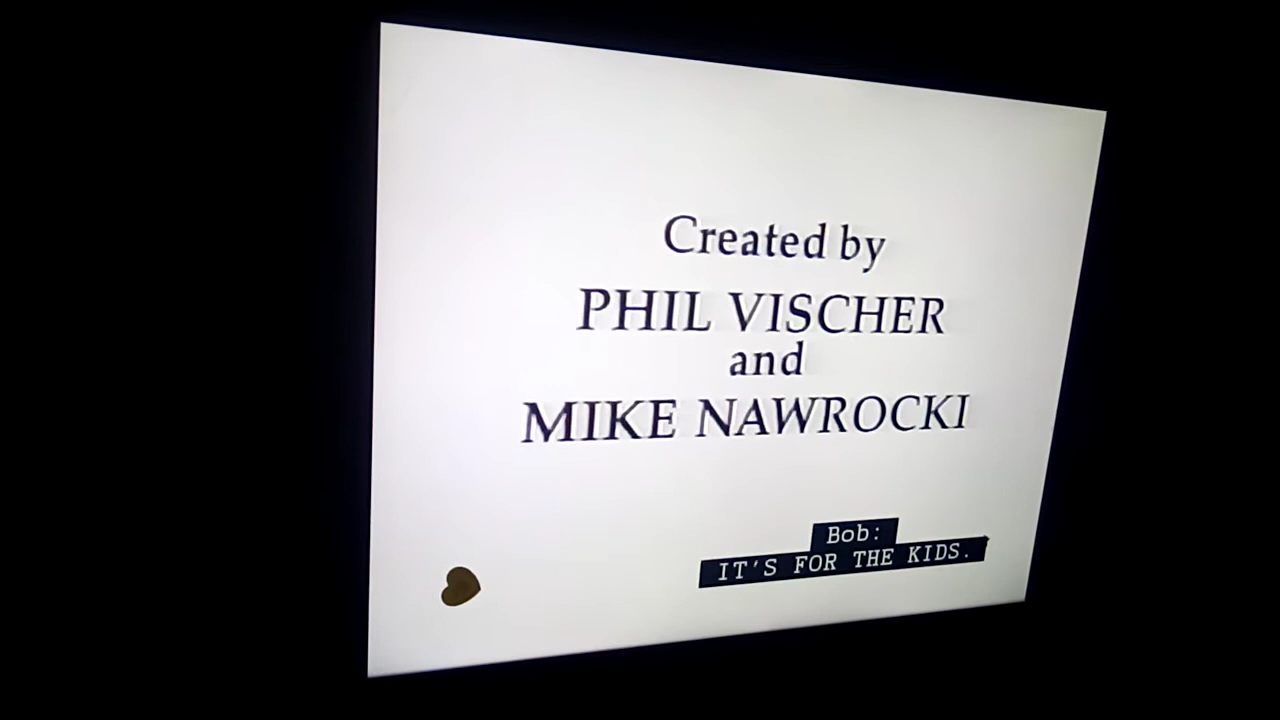 Created by
PHIL VISCHER
and
MIKE NAWROCKI
Bob:
IT'S FOR THE KIDS.